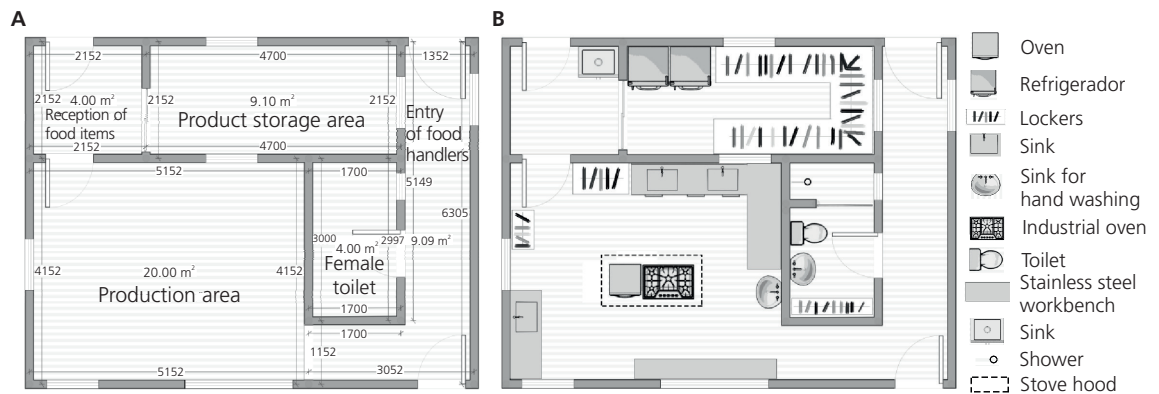 A
2152
4700
1352
2152
4.00 m²
2152
9.10 m²
2152
Reception of
food items
Product storage area
Entry
of food
handlers
2152
4700
5152
1700
5149
6305
3000
2997
9.09 m²
4.00 m²
4152
20.00 m²
4152
Production area
Female
toilet
1700
1700
1152
5152
3052
B
Oven
Refrigerador
Lockers
Sink
Sink for
hand washing
Industrial oven
Toilet
Stainless steel
workbench
Sink
Shower
Stove hood